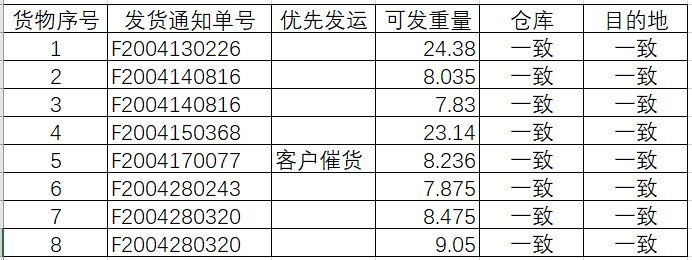 货物序号 发货通知单号 优先发运 可发重量 仓库 目的地
1 F2004130226 24.38 一致 一致
2 F2004140816 8.035 一致 一致
3 F2004140816 7.83 一致 一致
4 F2004150368 23.14 一致 一致
5 F2004170077 客户催货 8.236 一致 一致
6 F2004280243 7.875 一致 一致
7 F2004280320 8.475 一致 一致
8 F2004280320 9.05 一致 一致